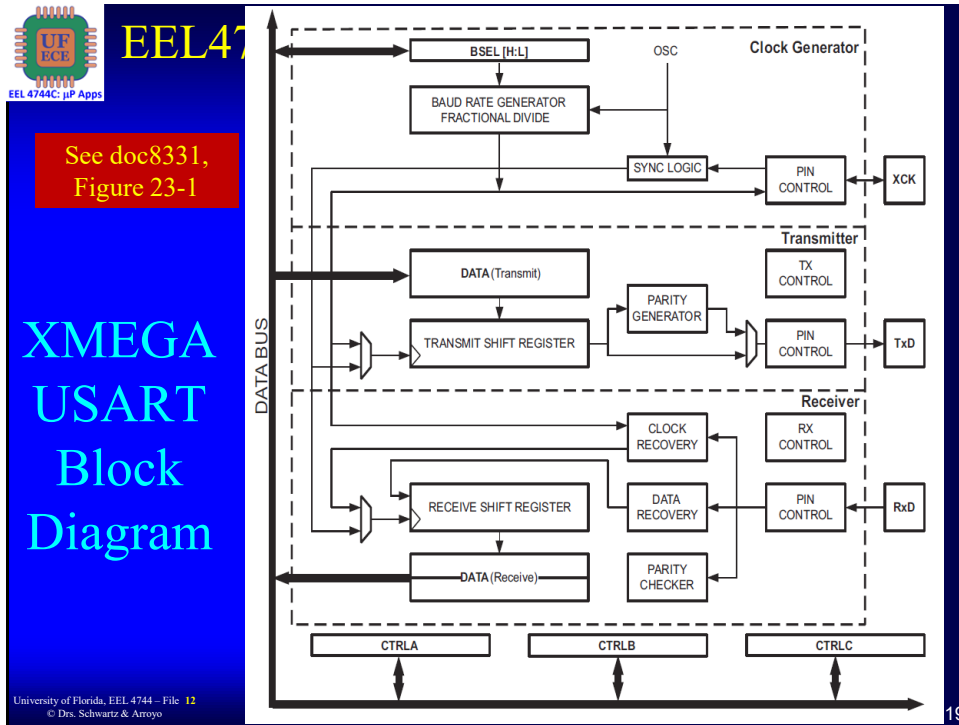 UF
ECE
EEL 4744C: µP Apps
EEL47
See doc8331,
Figure 23-1
XMEGA
USART
Block
Diagram
University of Florida, EEL 4744 – File 12
© Drs. Schwartz & Arroyo
DATA BUS
BSEL [H:L]
OSC
Clock Generator
BAUD RATE GENERATOR
FRACTIONAL DIVIDE
SYNC LOGIC
PIN
CONTROL
XCK
Transmitter
DATA (Transmit)
TX
CONTROL
PARITY
GENERATOR
TRANSMIT SHIFT REGISTER
PIN
CONTROL
TxD
Receiver
CLOCK
RECOVERY
RX
CONTROL
RECEIVE SHIFT REGISTER
DATA
RECOVERY
PIN
CONTROL
RxD
DATA (Receive)
PARITY
CHECKER
CTRLA
CTRLB
CTRLC
19